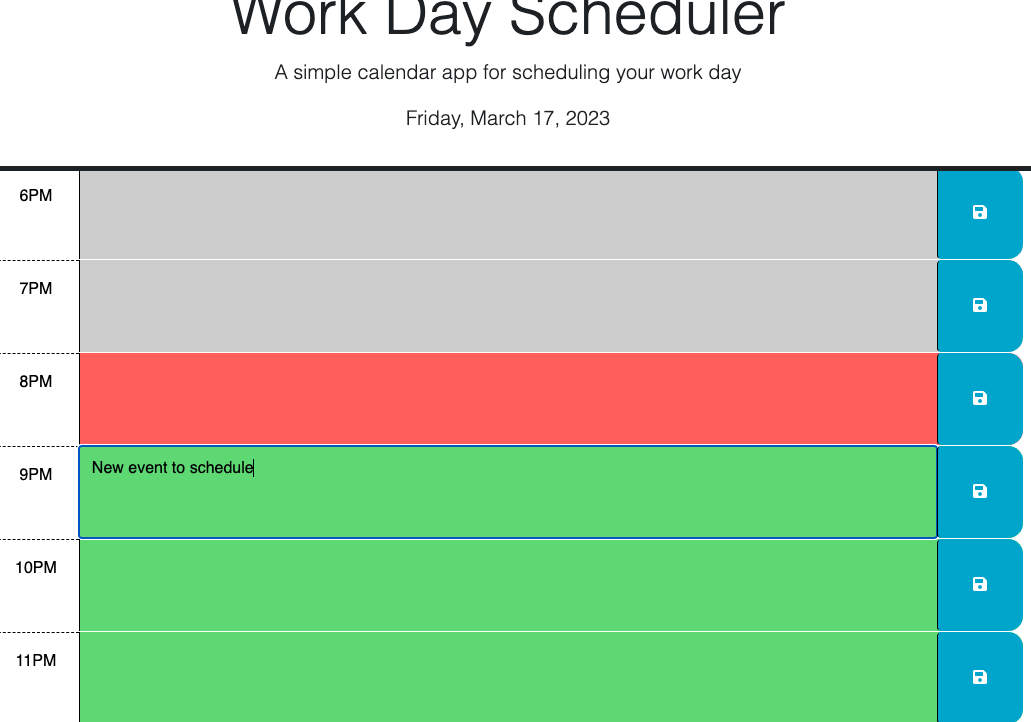 Work Day Scheduler
A simple calendar app for scheduling your work day
Friday, March 17, 2023
6PM
7PM
8PM
9PM
New event to schedule
10PM
11PM